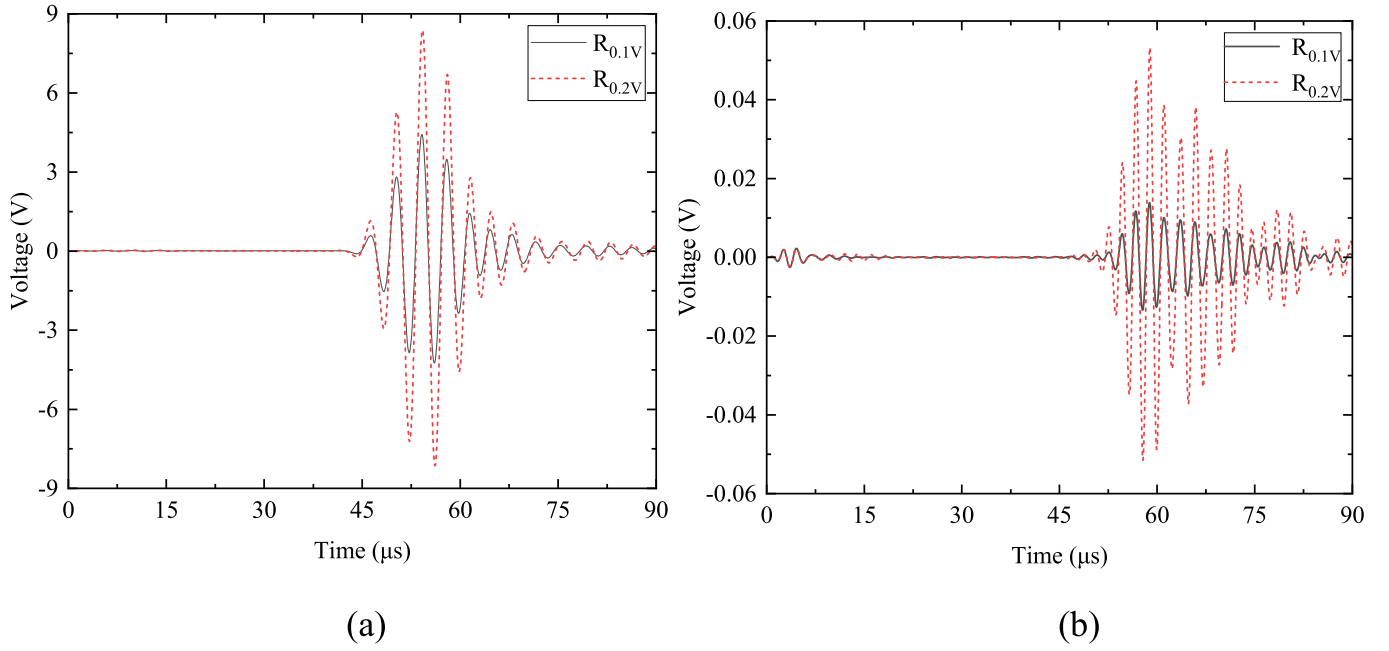 9
6
3
0
-3
-6
-9
Voltage (V)
0 15 30 45 60 75 90
Time (μs)
R0.1V
R0.2V
(a)
0.06
0.04
0.02
0.00
-0.02
-0.04
-0.06
Voltage (V)
0 15 30 45 60 75 90
Time (μs)
R0.1V
R0.2V
(b)